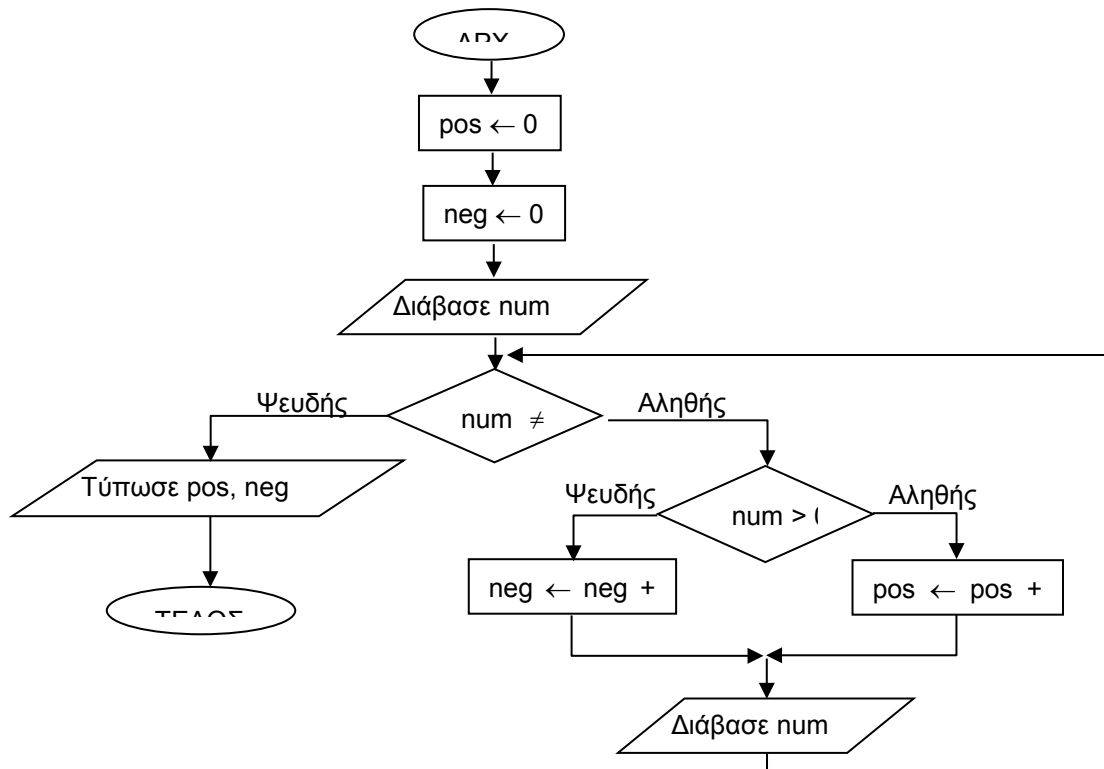 pos ← 0
neg ← 0
Διάβασε num
Ψευδής
num ≠
Αληθής
Τύπωσε pos, neg
Ψευδής
num >
Αληθής
neg ← neg +
pos ← pos +
Διάβασε num